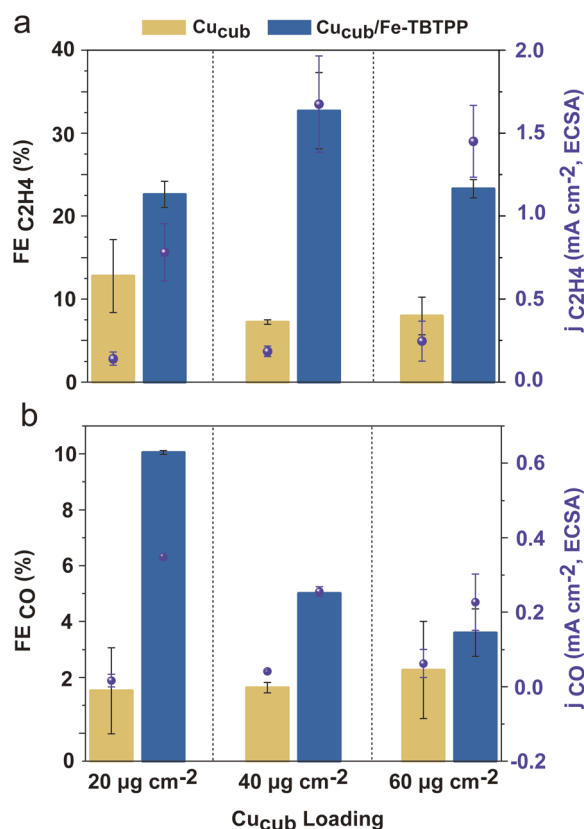 a
Cucub
Cucub/Fe-TBTPP
FE C2H4 (%)
40
30
20
10
0
2.0
1.5
1.0
0.5
0.0
j C2H4 (mA cm-2, ECSA)
b
FE CO (%)
10
8
6
4
2
0
0.6
0.4
0.2
0.0
-0.2
j CO (mA cm-2, ECSA)
20 µg cm-2 40 µg cm-2 60 µg cm-2
Cucub Loading